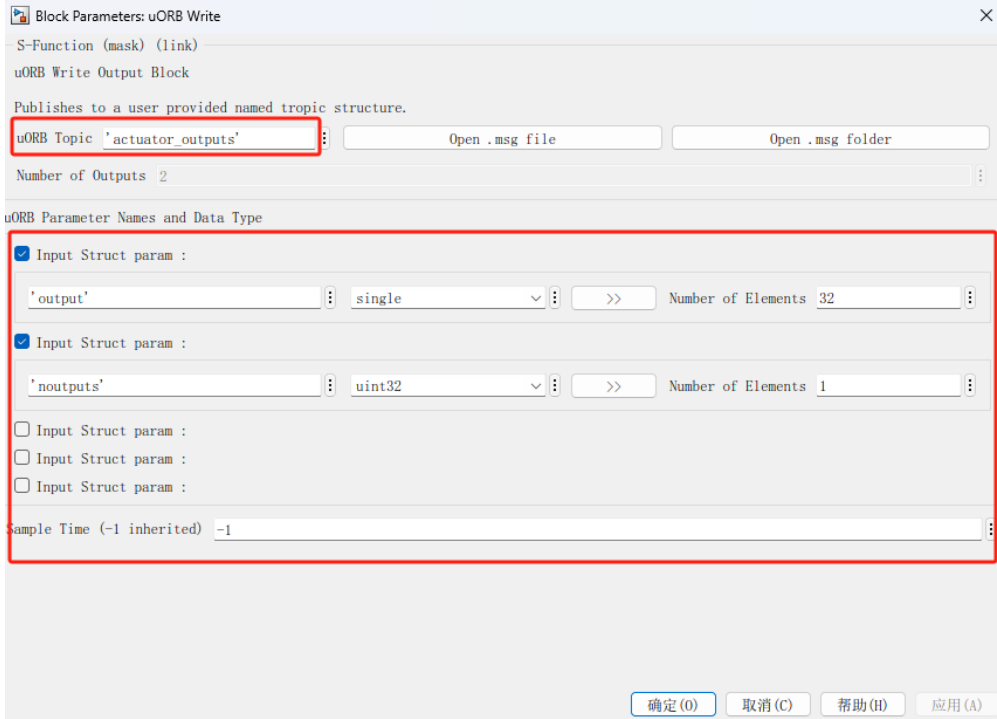 Block Parameters: uORB Write
S-Function (mask) (link)
uORB Write Output Block
Publishes to a user provided named tropic structure.
uORB Topic 'actuator_outputs' Open .msg file Open .msg folder
Number of Outputs 2
uORB Parameter Names and Data Type
Input Struct param :
'output' single >> Number of Elements 32
Input Struct param :
'noutputs' uint32 >> Number of Elements 1
Input Struct param :
Input Struct param :
Input Struct param :
Sample Time (-1 inherited) -1
确定(O) 取消(C) 帮助(H) 应用(A)